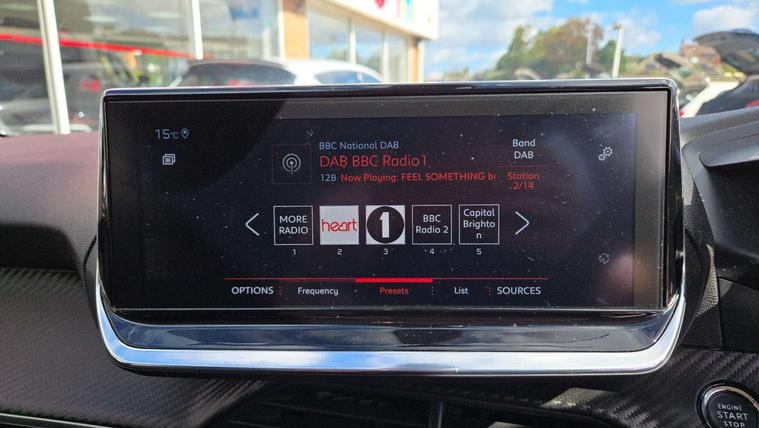 15°C
BBC National DAB
DAB BBC Radio 1
12B Now Playing: FEEL SOMETHING b
Band
DAB
Station
2/14
MORE
RADIO
1
heart
2
1
3
BBC
Radio 2
4
Capital
Brighto
n
5
OPTIONS Frequency Presets List SOURCES
ENGINE
START
STOP